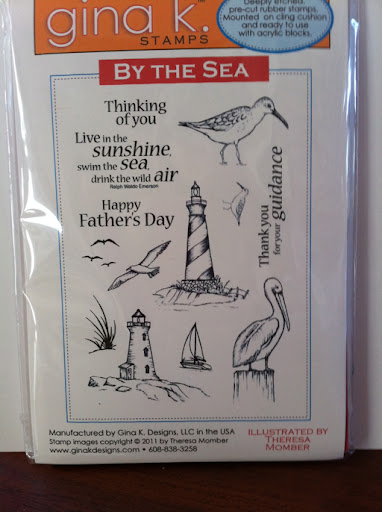 gina k.™
STAMPS
Deeply etched,
pre-cut rubber stamps.
Mounted on cling cushion
and ready to use
with acrylic blocks.
BY THE SEA
Thinking
of you
Live in the
sunshine,
swim the sea,
drink the wild air
Ralph Waldo Emerson
Happy
Father's Day
Thank you
for your guidance
Manufactured by Gina K. Designs, LLC in the USA
Stamp images copyright © 2011 by Theresa Momber
www.ginakdesigns.com • 608-838-3258
ILLUSTRATED BY
THERESA
MOMBER